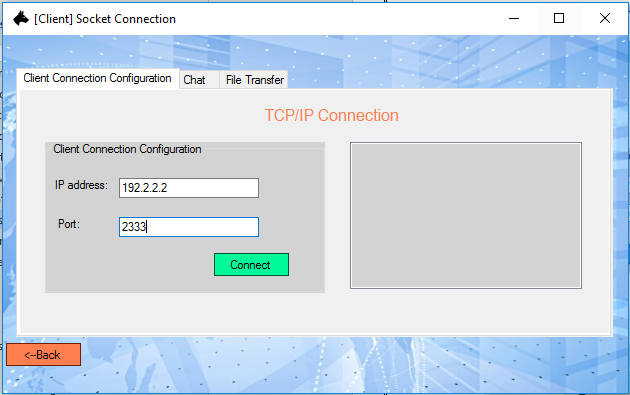 [Client] Socket Connection
Client Connection Configuration Chat File Transfer
TCP/IP Connection
Client Connection Configuration
IP address: 192.2.2.2
Port: 2333
Connect
<--Back